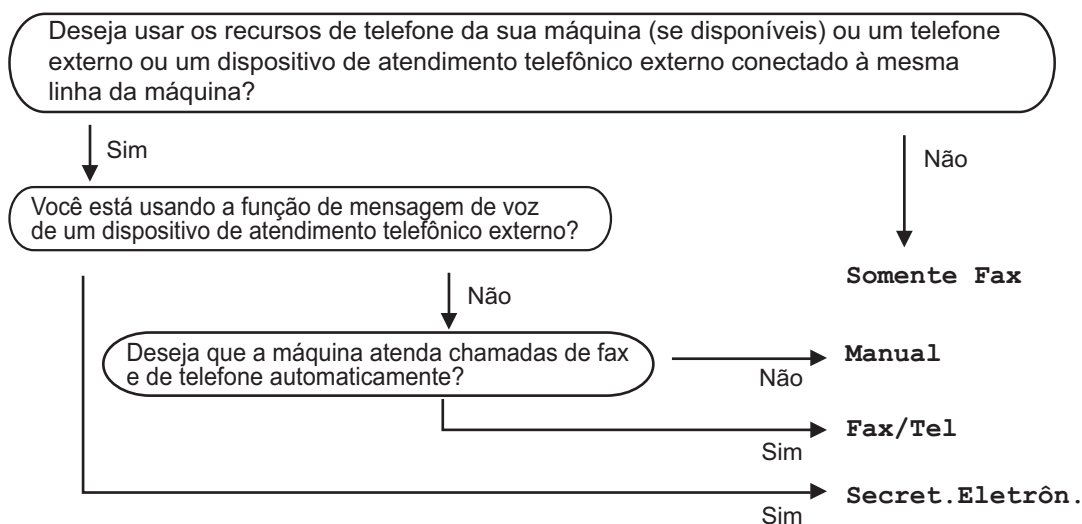 Deseja usar os recursos de telefone da sua máquina (se disponíveis) ou um telefone
externo ou um dispositivo de atendimento telefônico externo conectado à mesma
linha da máquina?
Sim
Não
Você está usando a função de mensagem de voz
de um dispositivo de atendimento telefônico externo?
Somente Fax
Não
Deseja que a máquina atenda chamadas de fax
e de telefone automaticamente?
Manual
Não
Fax/Tel
Sim
Secret.Eletrôn.
Sim